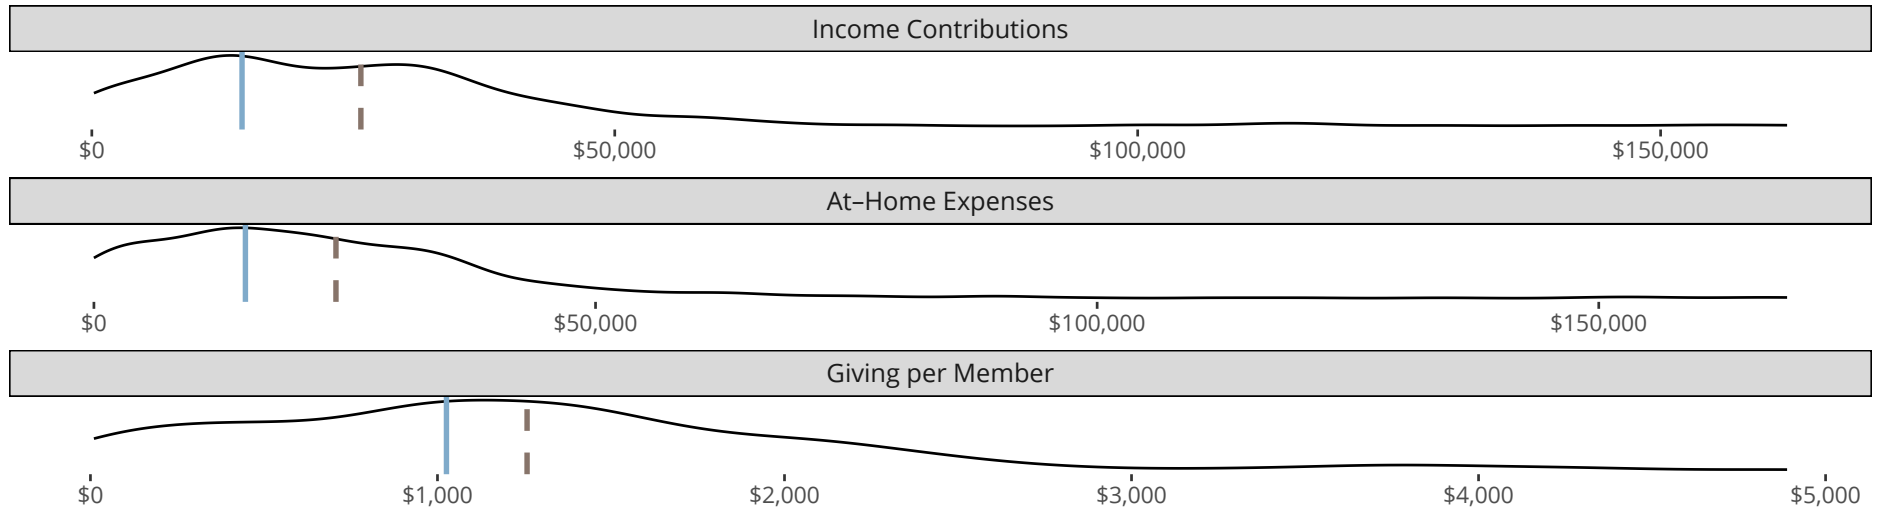 Income Contributions
$0 $50,000 $100,000 $150,000
At–Home Expenses
$0 $50,000 $100,000 $150,000
Giving per Member
$0 $1,000 $2,000 $3,000 $4,000 $5,000